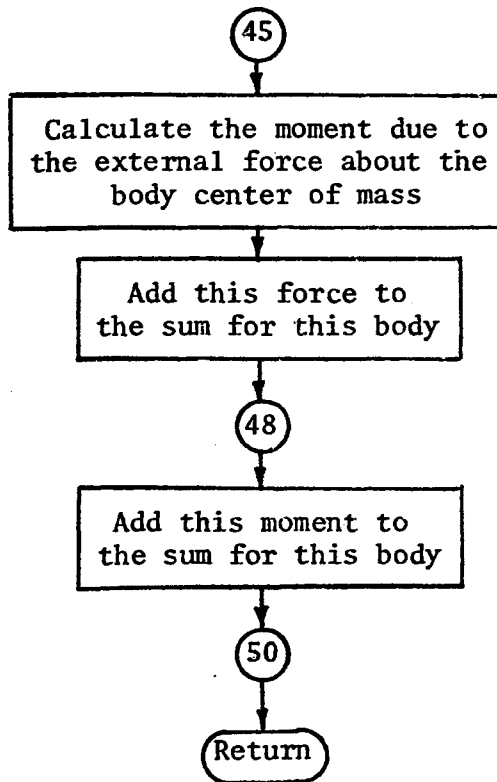 45
Calculate the moment due to
the external force about the
body center of mass
Add this force to
the sum for this body
48
Add this moment to
the sum for this body
50
Return